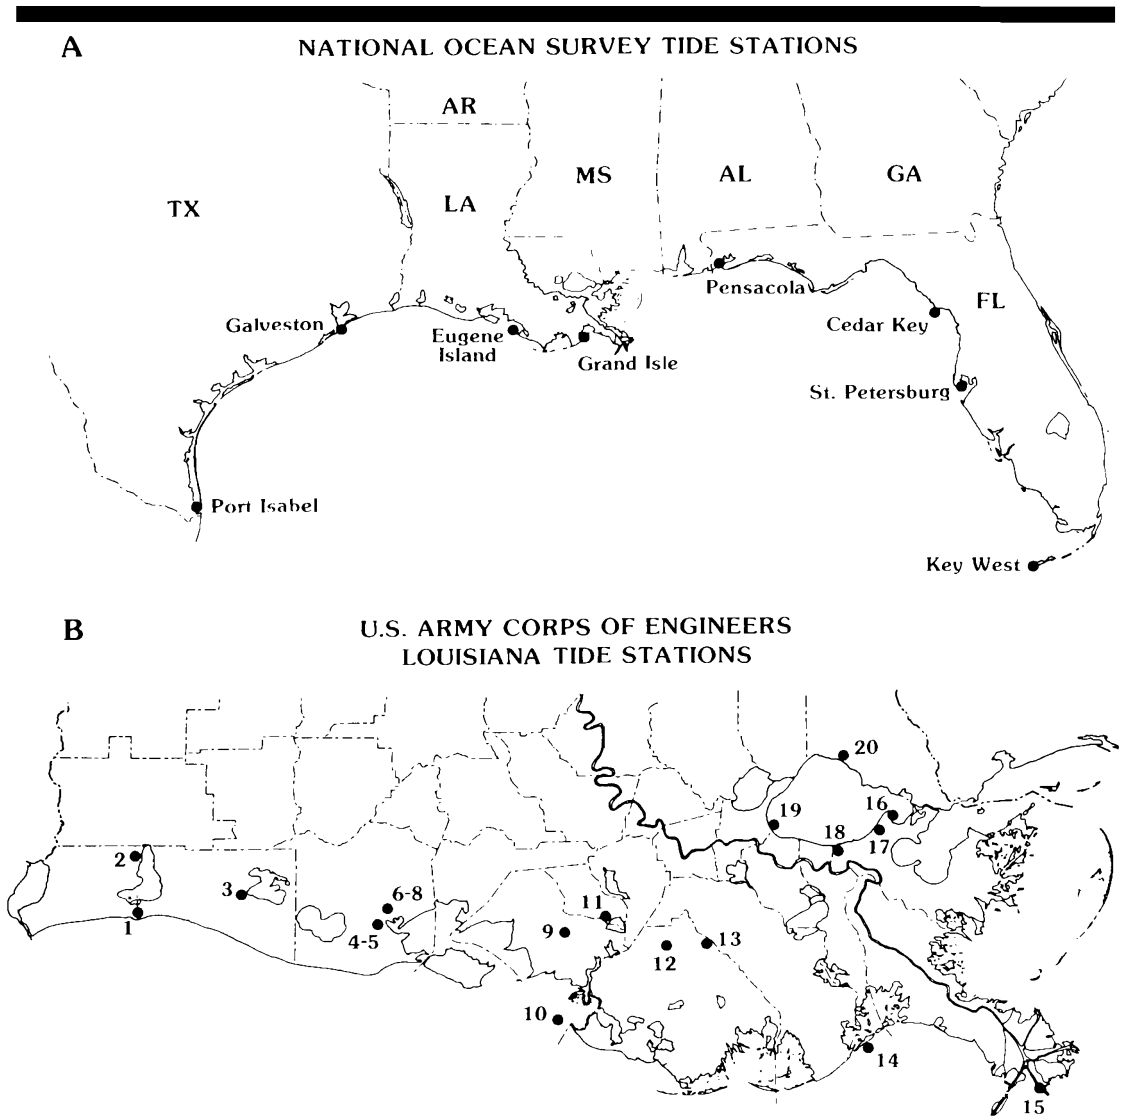 A
NATIONAL OCEAN SURVEY TIDE STATIONS
AR
MS
AL
GA
TX
LA
Pensacola
FL
Galveston
Eugene
Island
Cedar Key
Grand Isle
St. Petersburg
Port Isabel
Key West
B
U.S. ARMY CORPS OF ENGINEERS
LOUISIANA TIDE STATIONS
20
19
16
18
17
2
3
6-8
11
1
4-5
9
12
13
10
14
15